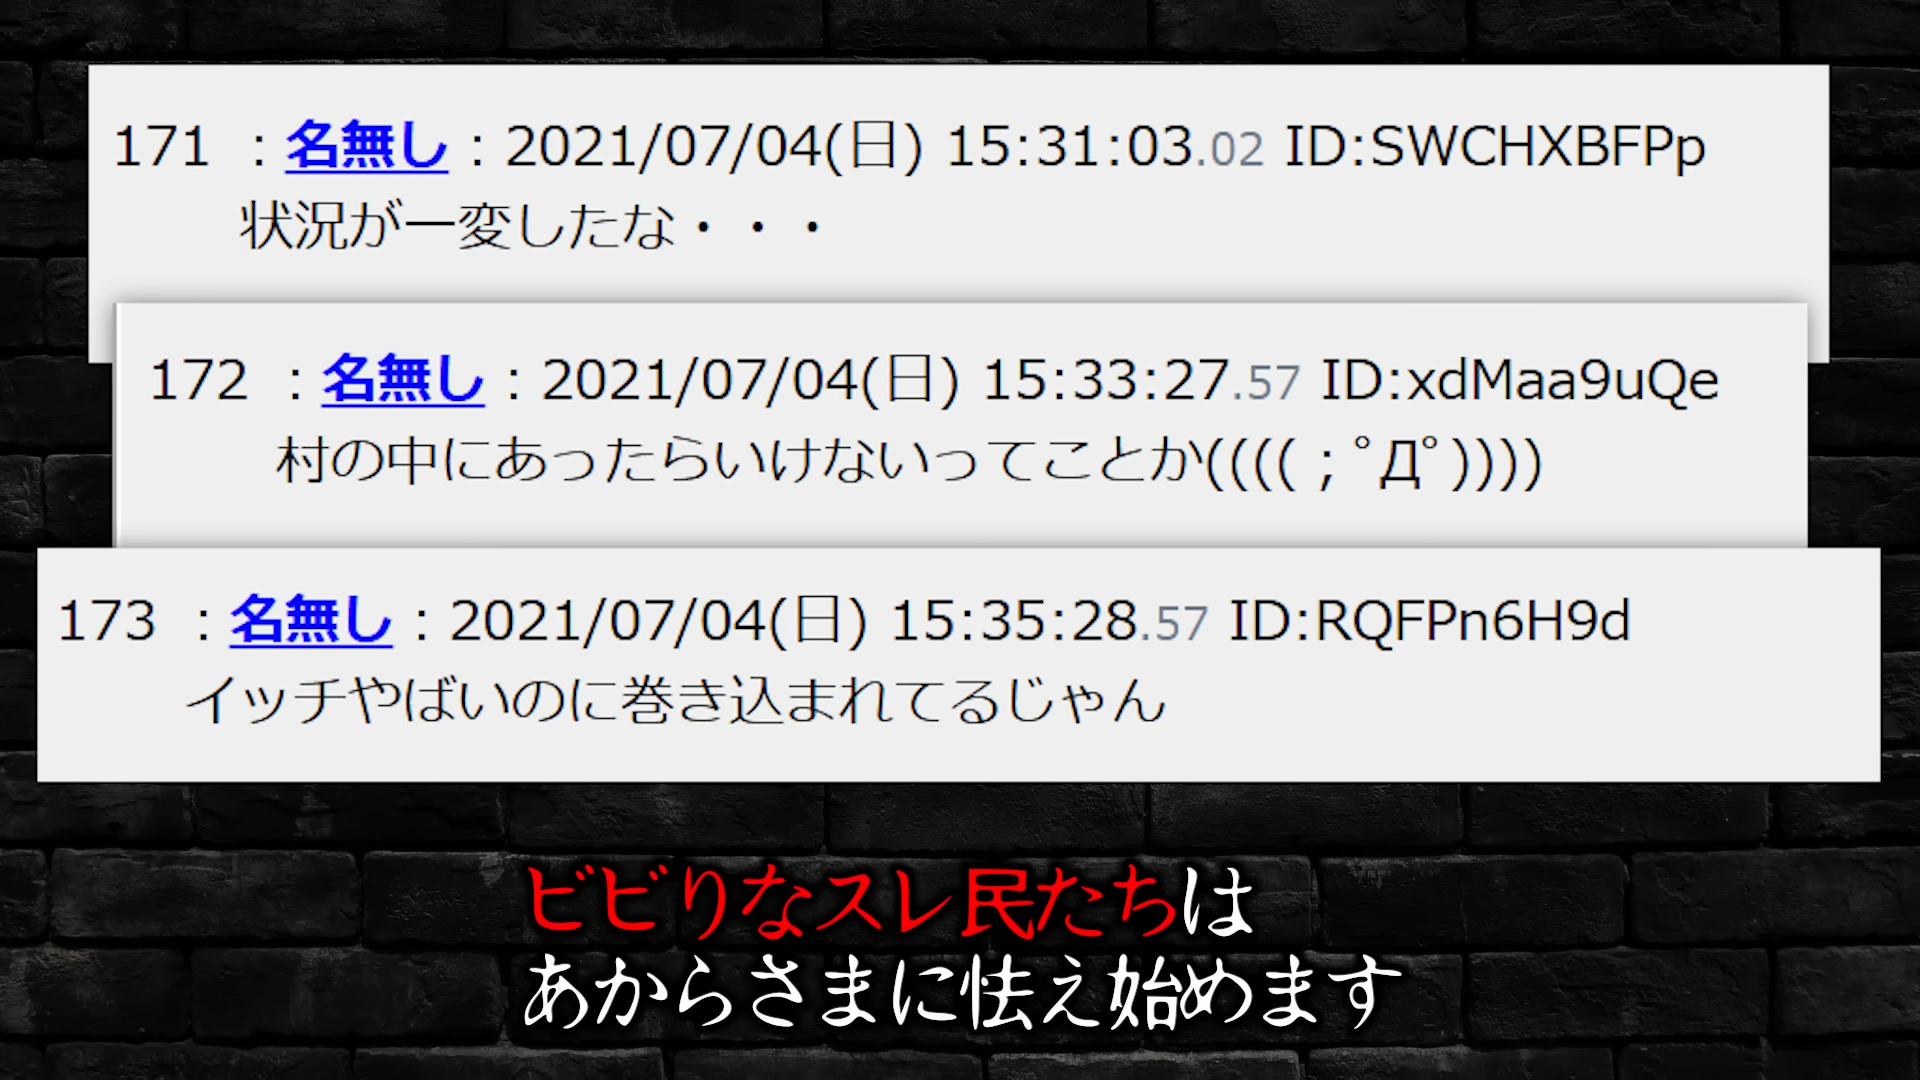 171 ：名無し：2021/07/04(日) 15:31:03.02 ID:SWCHXBFPp
状況が一変したな・・・
172 ：名無し：2021/07/04(日) 15:33:27.57 ID:xdMaa9uQe
村の中にあったらいけないってことか((((；ﾟДﾟ))))
173 ：名無し：2021/07/04(日) 15:35:28.57 ID:RQFPn6H9d
イッチやばいのに巻き込まれてるじゃん
ビビりなスレ民たちは
あからさまに怯え始めます